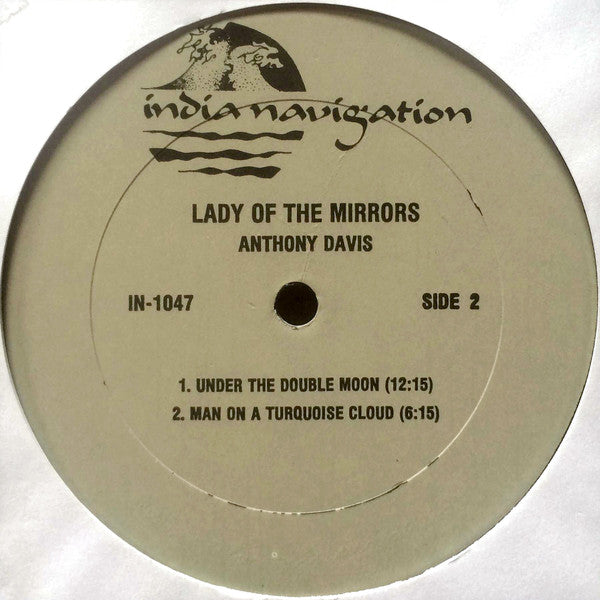 india navigation
LADY OF THE MIRRORS
ANTHONY DAVIS
IN-1047
SIDE 2
1. UNDER THE DOUBLE MOON (12:15)
2. MAN ON A TURQUOISE CLOUD (6:15)